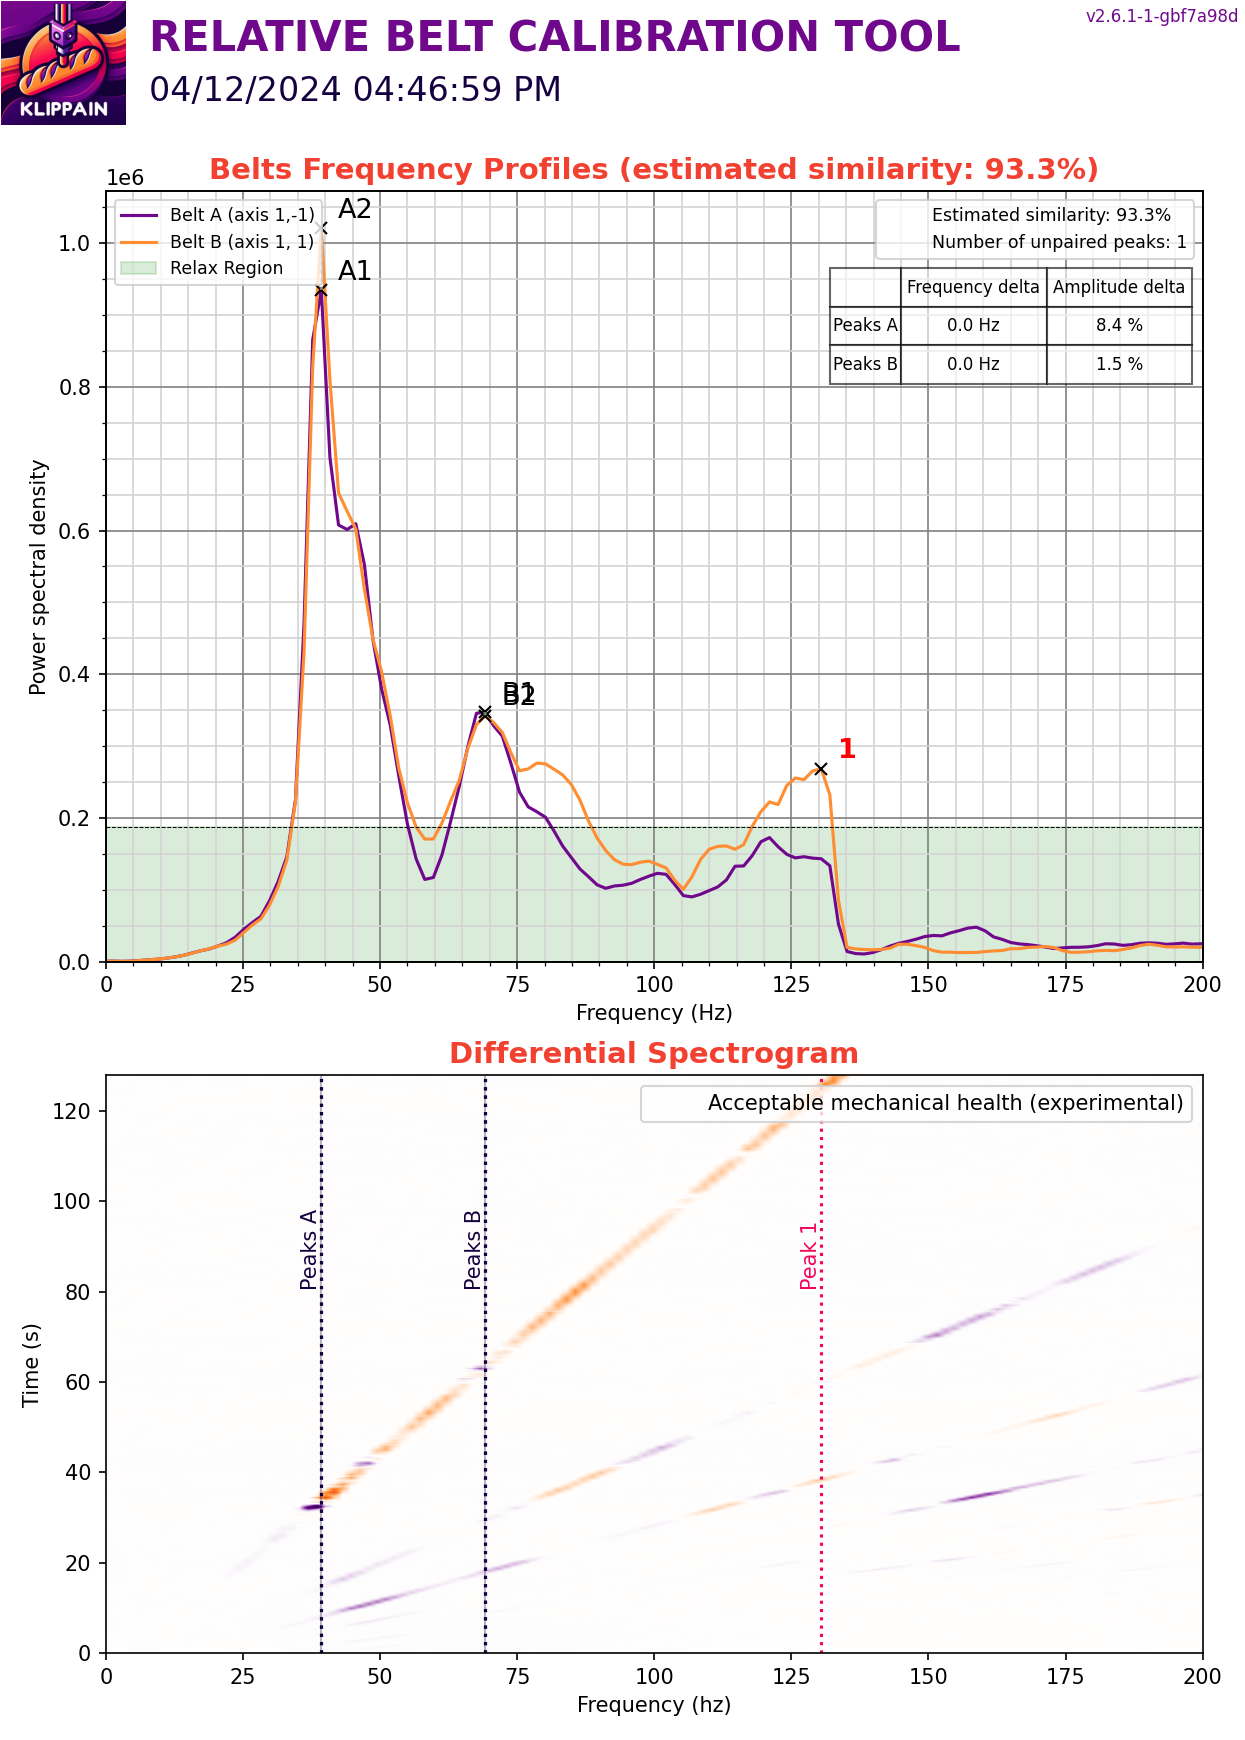 v2.6.1-1-gbf7a98d
RELATIVE BELT CALIBRATION TOOL
04/12/2024 04:46:59 PM
KLIPPAIN
Belts Frequency Profiles (estimated similarity: 93.3%)
1e6
Belt A (axis 1,-1)
Belt B (axis 1, 1)
Relax Region
A2
A1
Estimated similarity: 93.3%
Number of unpaired peaks: 1
Frequency delta Amplitude delta
Peaks A 0.0 Hz 8.4 %
Peaks B 0.0 Hz 1.5 %
1.0
0.8
0.6
0.4
0.2
0.0
Power spectral density
B1
B2
1
0 25 50 75 100 125 150 175 200
Frequency (Hz)
Differential Spectrogram
Acceptable mechanical health (experimental)
120
100
80
60
40
20
0
Time (s)
Peaks A
Peaks B
Peak 1
0 25 50 75 100 125 150 175 200
Frequency (hz)